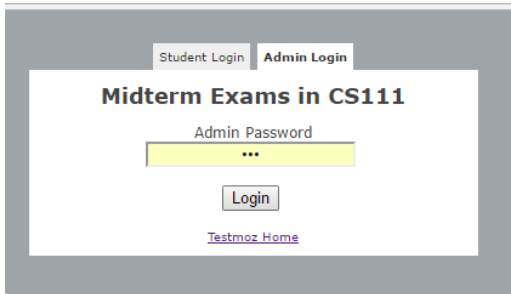 Student Login Admin Login
Midterm Exams in CS111
Admin Password
•••
Login
Testmoz Home